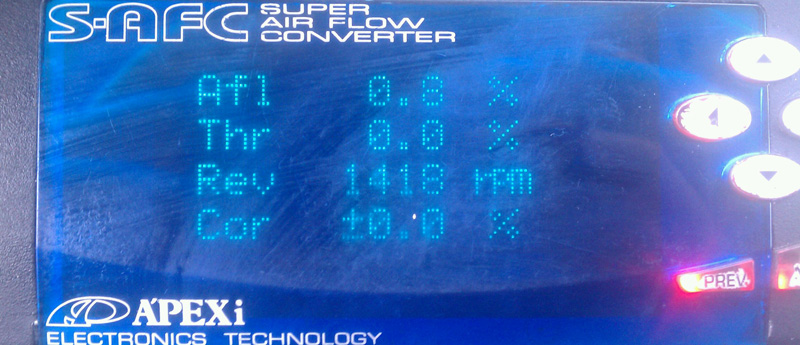 S-AFC SUPER
AIR FLOW
CONVERTER
Afl 0.8 %
Thr 0.0 %
Rev 1418 rpm
Cor ±0.0 %
PREV.
A'PEXi
ELECTRONICS TECHNOLOGY